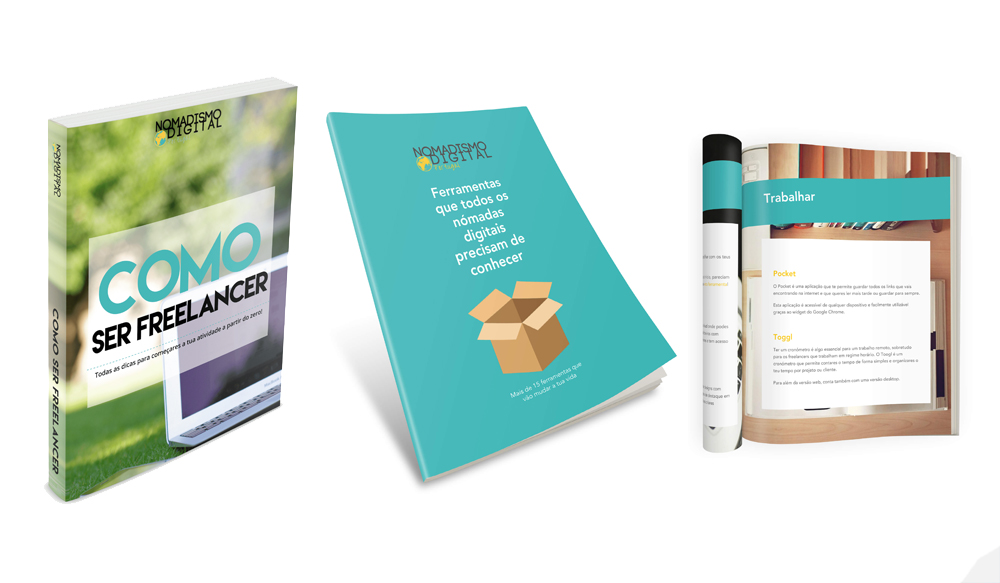 NOMADISMO
DIGITAL
COMO
SER FREELANCER
Todas as dicas para começares a tua atividade a partir do zero!
NOMADISMO
DIGITAL
COMO SER FREELANCER
NOMADISMO
DIGITAL
Portugal
Ferramentas
que todos os
nómadas
digitais
precisam de
conhecer
Mais de 15 ferramentas que
vão mudar a tua vida
Trabalhar
Pocket
O Pocket é uma aplicação que te permite guardar todos os links que vais
encontrando na internet e que queres ler mais tarde ou guardar para sempre.
Esta aplicação é acessível de qualquer dispositivo e facilmente utilizável
graças ao widget do Google Chrome.
Toggl
Ter um cronómetro é algo essencial para um trabalho remoto, sobretudo
para os freelancers que trabalham em regime horário. O Toggl é um
cronómetro que permite contares o tempo de forma simples e organizares o
teu tempo por projeto ou cliente.
Para além da versão web, conta também com uma versão desktop.